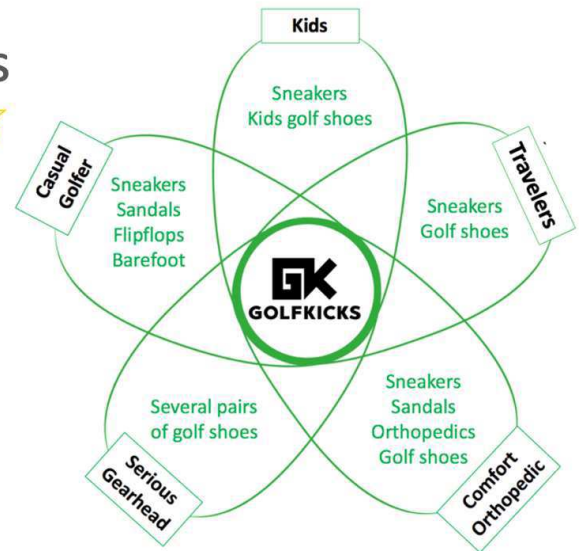 S
Kids
Sneakers
Kids golf shoes
Casual
Golfer
Sneakers
Sandals
Flipflops
Barefoot
Travelers
Sneakers
Golf shoes
GK
GOLFKICKS
Several pairs
of golf shoes
Serious
Gearhead
Sneakers
Sandals
Orthopedics
Golf shoes
Comfort
Orthopedic